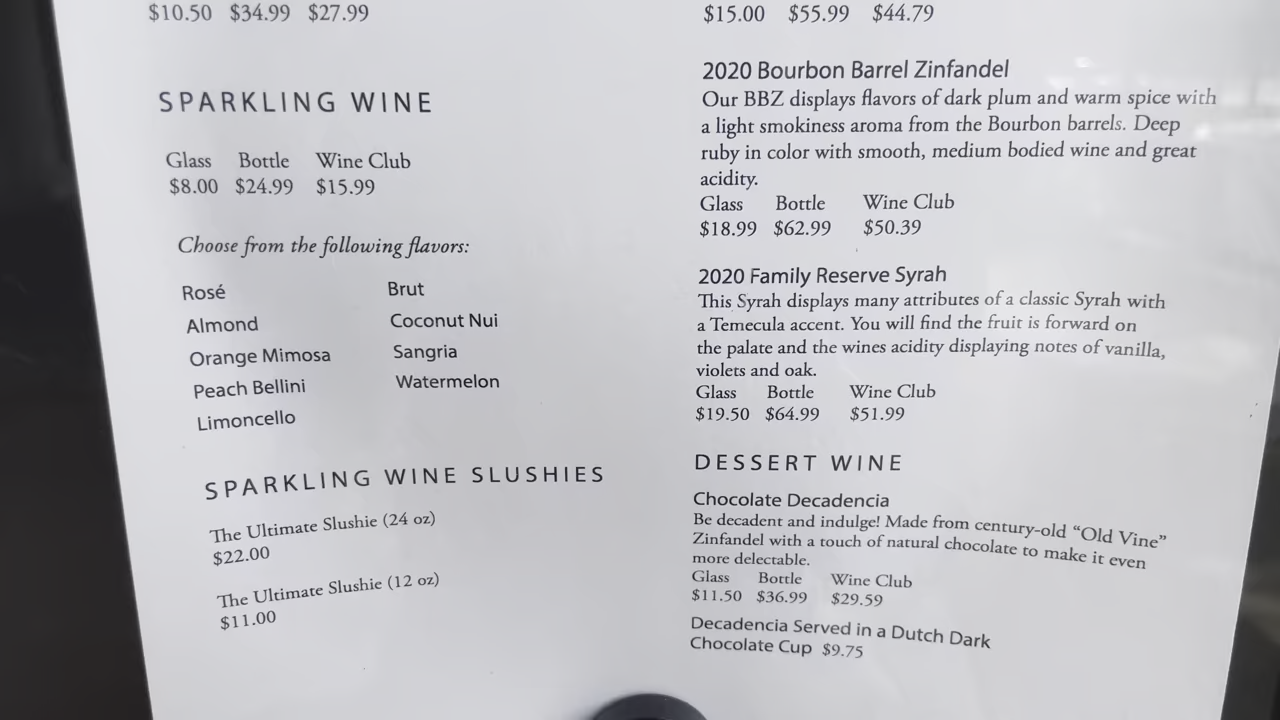 $10.50 $34.99 $27.99
SPARKLING WINE
Glass Bottle Wine Club
$8.00 $24.99 $15.99
Choose from the following flavors:
Rosé Brut
Almond Coconut Nui
Orange Mimosa Sangria
Peach Bellini Watermelon
Limoncello
SPARKLING WINE SLUSHIES
The Ultimate Slushie (24 oz)
$22.00
The Ultimate Slushie (12 oz)
$11.00
$15.00 $55.99 $44.79
2020 Bourbon Barrel Zinfandel
Our BBZ displays flavors of dark plum and warm spice with
a light smokiness aroma from the Bourbon barrels. Deep
ruby in color with smooth, medium bodied wine and great
acidity.
Glass Bottle Wine Club
$18.99 $62.99 $50.39
2020 Family Reserve Syrah
This Syrah displays many attributes of a classic Syrah with
a Temecula accent. You will find the fruit is forward on
the palate and the wines acidity displaying notes of vanilla,
violets and oak.
Glass Bottle Wine Club
$19.50 $64.99 $51.99
DESSERT WINE
Chocolate Decadencia
Be decadent and indulge! Made from century-old “Old Vine”
Zinfandel with a touch of natural chocolate to make it even
more delectable.
Glass Bottle Wine Club
$11.50 $36.99 $29.59
Decadencia Served in a Dutch Dark
Chocolate Cup $9.75